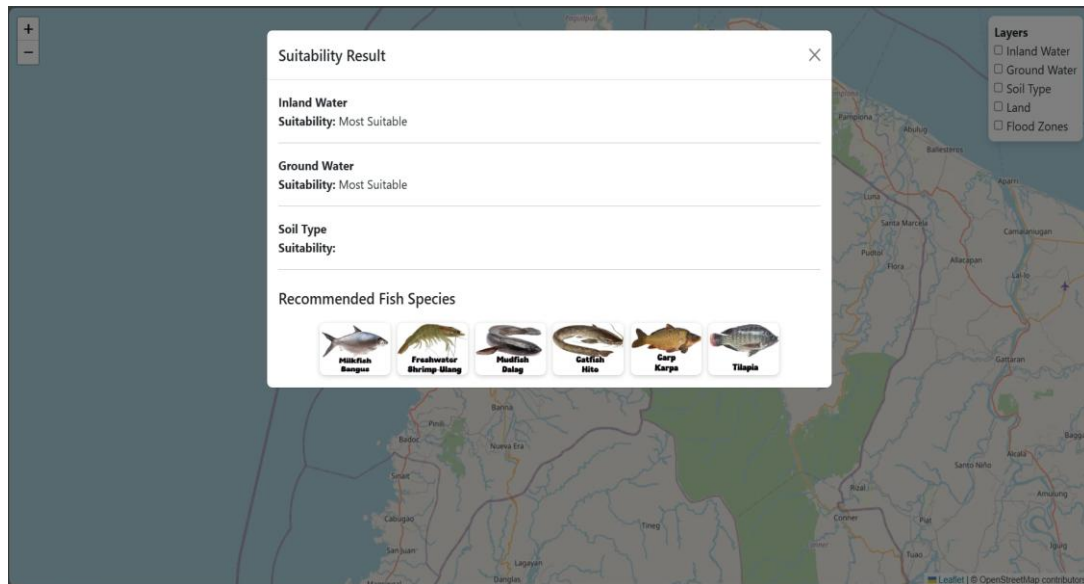 +
−
Suitability Result
Inland Water
Suitability: Most Suitable
Ground Water
Suitability: Most Suitable
Soil Type
Suitability:
Recommended Fish Species
Milkfish
Bangus
Freshwater
Shrimp-Ulang
Mudfish
Dalag
Catfish
Hito
Carp
Karpa
Tilapia
Layers
Inland Water
Ground Water
Soil Type
Land
Flood Zones
Pagudpud
Pamplona
Abulug
Ballesteros
Aparri
Luna
Santa Marcela
Camalaniugan
Pudtol
Flora
Allacapan
Lal-lo
Gattaran
Banna
Pinili
Badoc
Nueva Era
Sinait
Alcala
Santo Niño
Amulung
Rizal
Cabugao
Tineg
Conner
Piat
San Juan
Tuao
Iguig
Lagayan
Danglas
Leaflet | © OpenStreetMap contributors